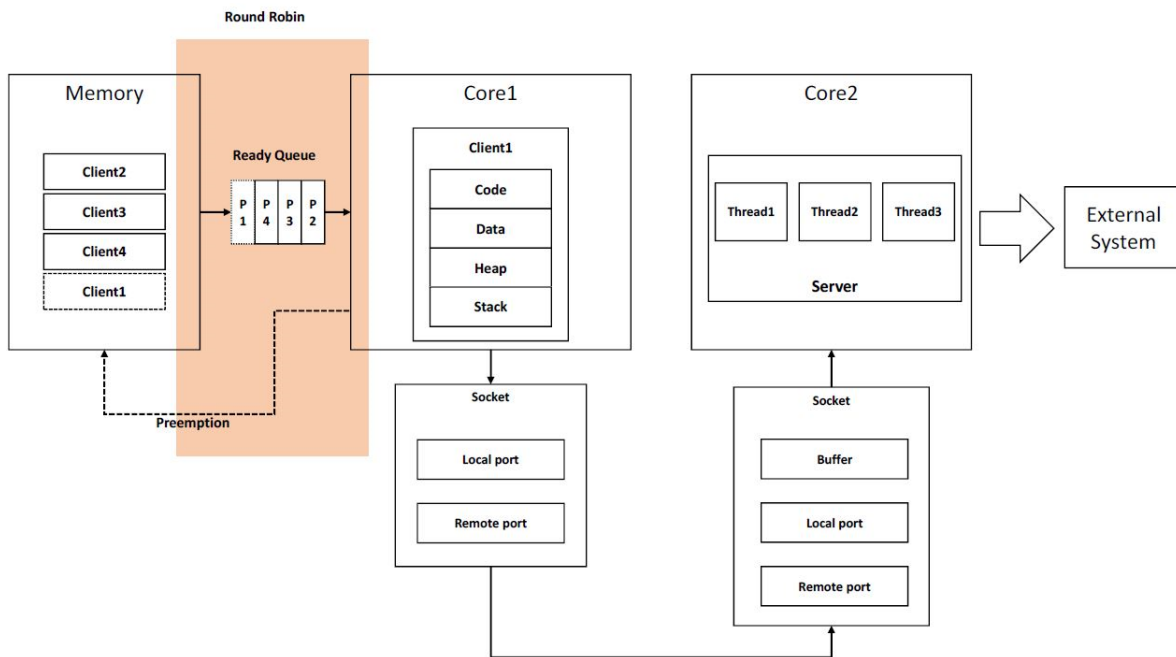 Round Robin
Memory
Client2
Client3
Client4
Client1
Ready Queue
P P P P
1 4 3 2
Preemption
Core1
Client1
Code
Data
Heap
Stack
Socket
Local port
Remote port
Core2
Thread1 Thread2 Thread3
Server
External
System
Socket
Buffer
Local port
Remote port